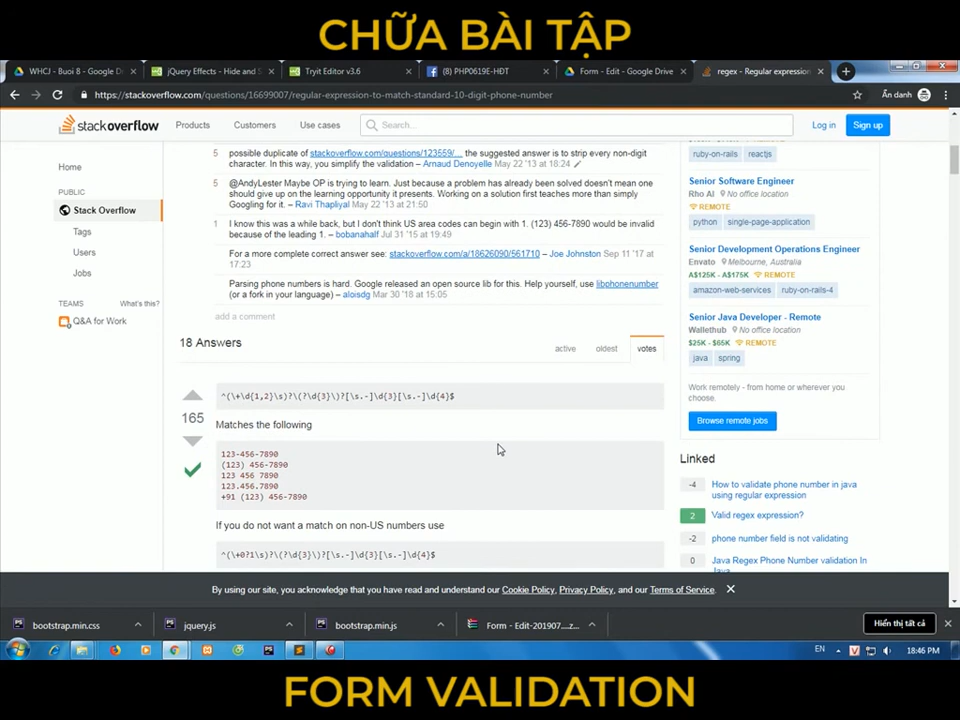 CHỮA BÀI TẬP
WHCJ - Buoi 8 - Google D
jQuery Effects - Hide and S
Tryit Editor v3.6
(8) PHP0619E-HĐT
Form - Edit - Google Drive
regex - Regular expression
https://stackoverflow.com/questions/16699007/regular-expression-to-match-standard-10-digit-phone-number
Ẩn danh
stackoverflow
Products
Customers
Use cases
Search...
Log in
Sign up
Home
PUBLIC
Stack Overflow
Tags
Users
Jobs
TEAMS
What's this?
Q&A for Work
5
possible duplicate of stackoverflow.com/questions/123559/... the suggested answer is to strip every non-digit
character. In this way, you simplify the validation – Arnaud Denoyelle May 22 '13 at 18:24
5
@AndyLester Maybe OP is trying to learn. Just because a problem has already been solved doesn't mean one
should give up on the learning opportunity it presents. Working on a solution first teaches more than simply
Googling for it. – Ravi Thapliyal May 22 '13 at 21:50
1
I know this was a while back, but I don't think US area codes can begin with 1. (123) 456-7890 would be invalid
because of the leading 1. – bobanahalf Jul 31 '15 at 19:49
For a more complete correct answer see: stackoverflow.com/a/18626090/561710 – Joe Johnston Sep 11 '17 at
17:23
Parsing phone numbers is hard. Google released an open source lib for this. Help yourself, use libphonenumber
(or a fork in your language) – aloisdg Mar 30 '18 at 15:05
add a comment
18 Answers
active
oldest
votes
165
^(\+\d{1,2}\s)?\(?\d{3}\)?[\s.-]\d{3}[\s.-]\d{4}$
Matches the following
123-456-7890
(123) 456-7890
123 456 7890
123.456.7890
+91 (123) 456-7890
If you do not want a match on non-US numbers use
^(\+0?1\s)?\(?\d{3}\)?[\s.-]\d{3}[\s.-]\d{4}$
ruby-on-rails
reactjs
Senior Software Engineer
Rho AI
No office location
REMOTE
python
single-page-application
Senior Development Operations Engineer
Envato
Melbourne, Australia
A$125K - A$175K
REMOTE
amazon-web-services
ruby-on-rails-4
Senior Java Developer - Remote
Wallethub
No office location
$25K - $65K
REMOTE
java
spring
Work remotely - from home or wherever you
choose.
Browse remote jobs
Linked
-4
How to validate phone number in java
using regular expression
2
Valid regex expression?
-2
phone number field is not validating
0
Java Regex Phone Number validation In
Java
By using our site, you acknowledge that you have read and understand our Cookie Policy, Privacy Policy, and our Terms of Service.
bootstrap.min.css
jquery.js
bootstrap.min.js
Form - Edit-201907....z...
Hiển thị tất cả
EN
18:46 PM
FORM VALIDATION